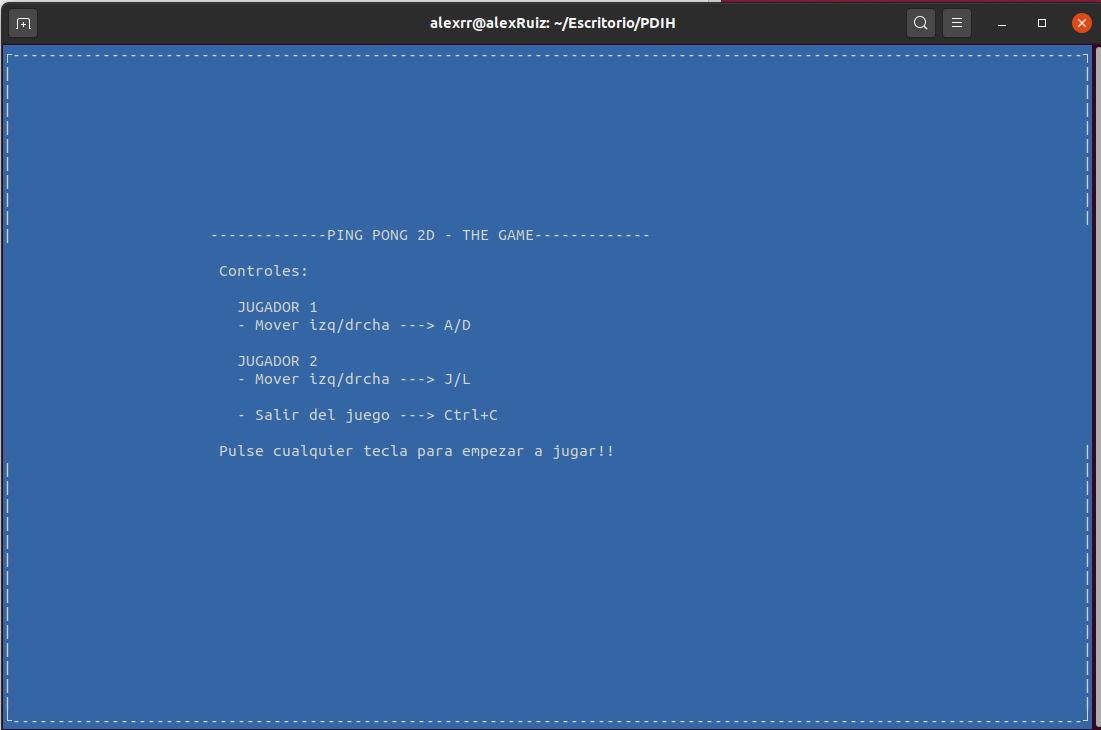 alexrr@alexRuiz: ~/Escritorio/PDIH
-------------PING PONG 2D - THE GAME-------------
Controles:
JUGADOR 1
- Mover izq/drcha ---> A/D
JUGADOR 2
- Mover izq/drcha ---> J/L
- Salir del juego ---> Ctrl+C
Pulse cualquier tecla para empezar a jugar!!